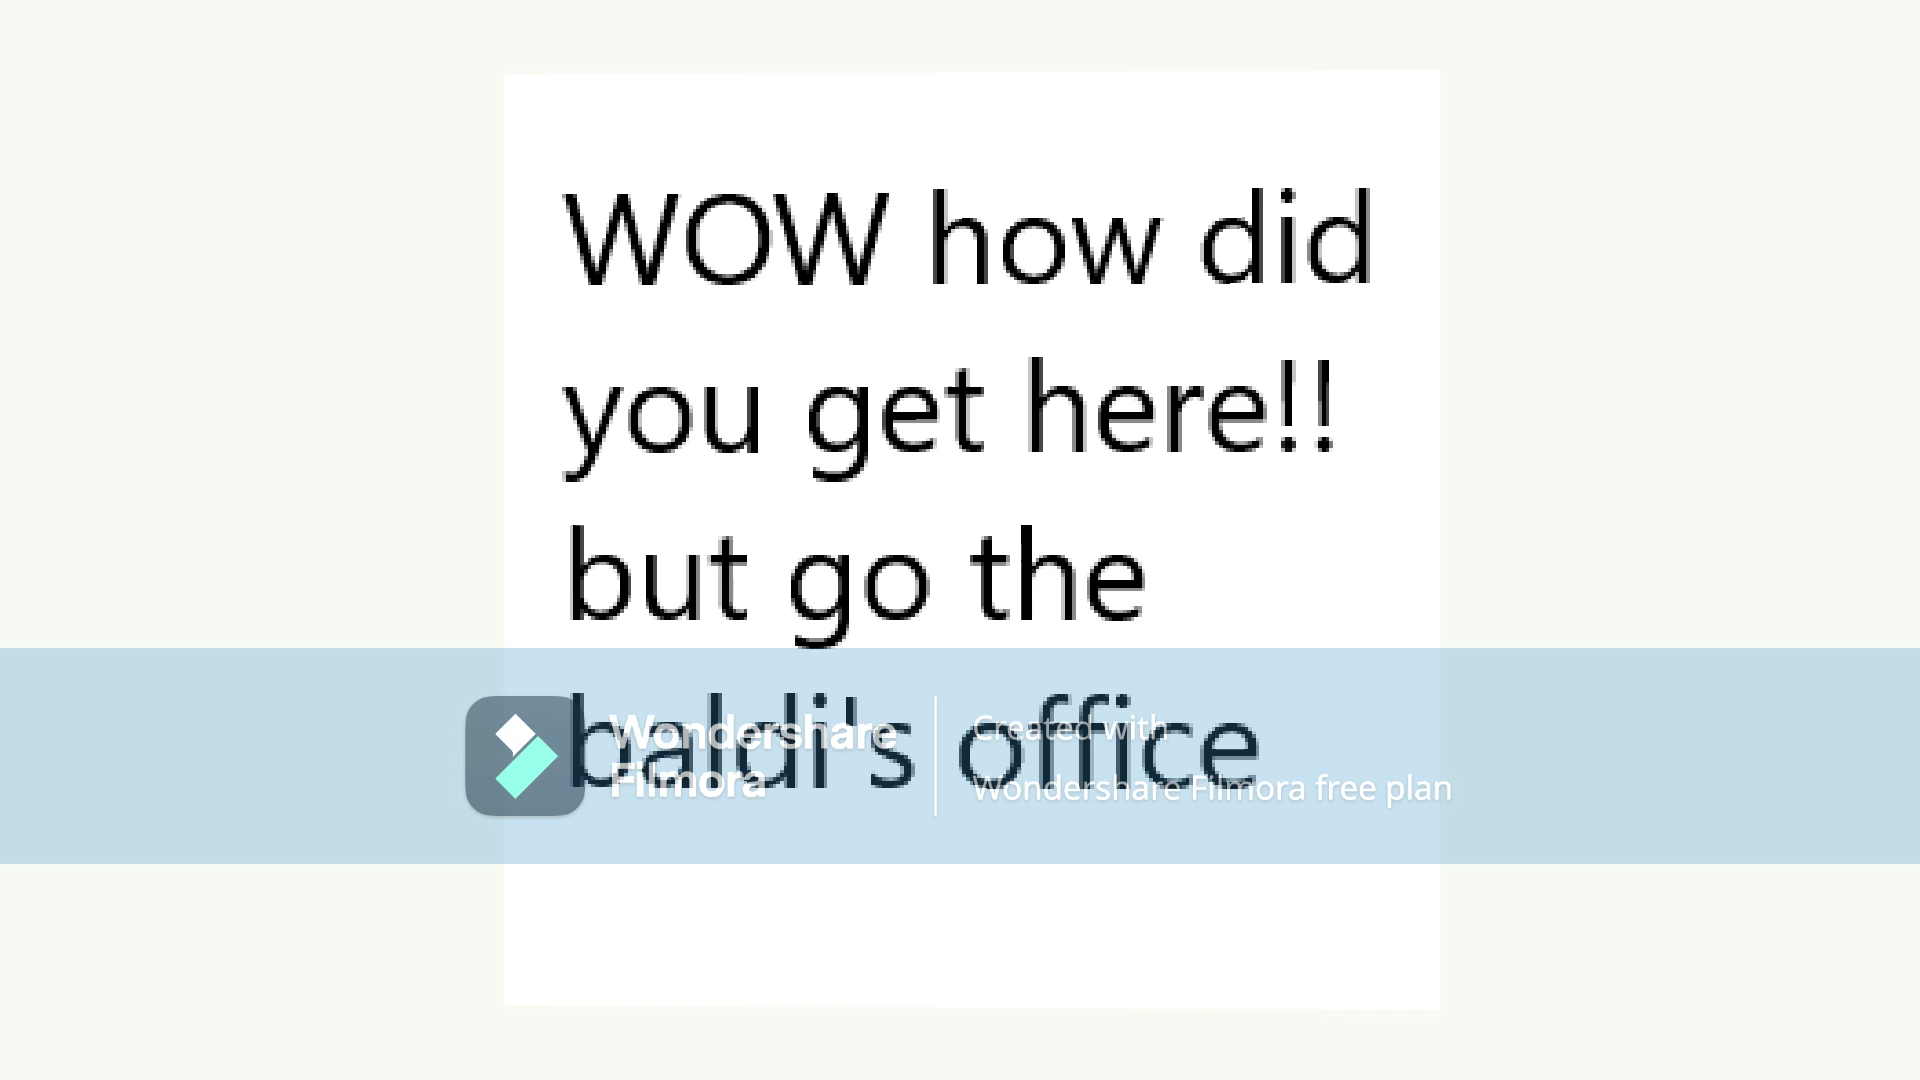 WOW how did
you get here!!
but go the
baldi's office
Wondershare
Filmora
Created with
Wondershare Filmora free plan